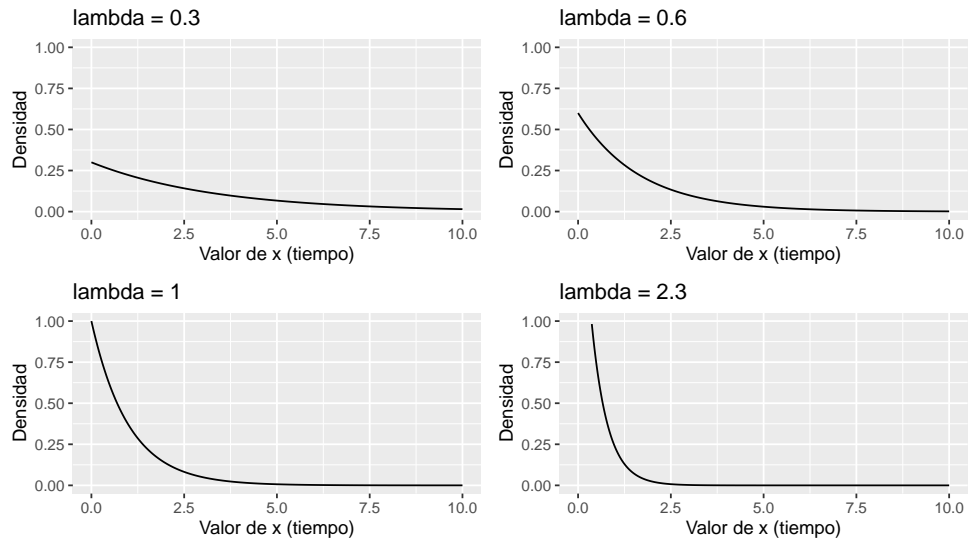 lambda = 0.3
1.00
0.75
0.50
0.25
0.00
Densidad
0.0 2.5 5.0 7.5 10.0
Valor de x (tiempo)
lambda = 0.6
1.00
0.75
0.50
0.25
0.00
Densidad
0.0 2.5 5.0 7.5 10.0
Valor de x (tiempo)
lambda = 1
1.00
0.75
0.50
0.25
0.00
Densidad
0.0 2.5 5.0 7.5 10.0
Valor de x (tiempo)
lambda = 2.3
1.00
0.75
0.50
0.25
0.00
Densidad
0.0 2.5 5.0 7.5 10.0
Valor de x (tiempo)